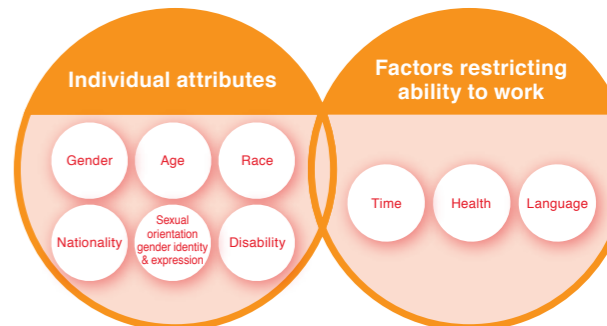 Individual attributes
Factors restricting
ability to work
Gender
Age
Race
Nationality
Sexual
orientation
gender identity
& expression
Disability
Time
Health
Language